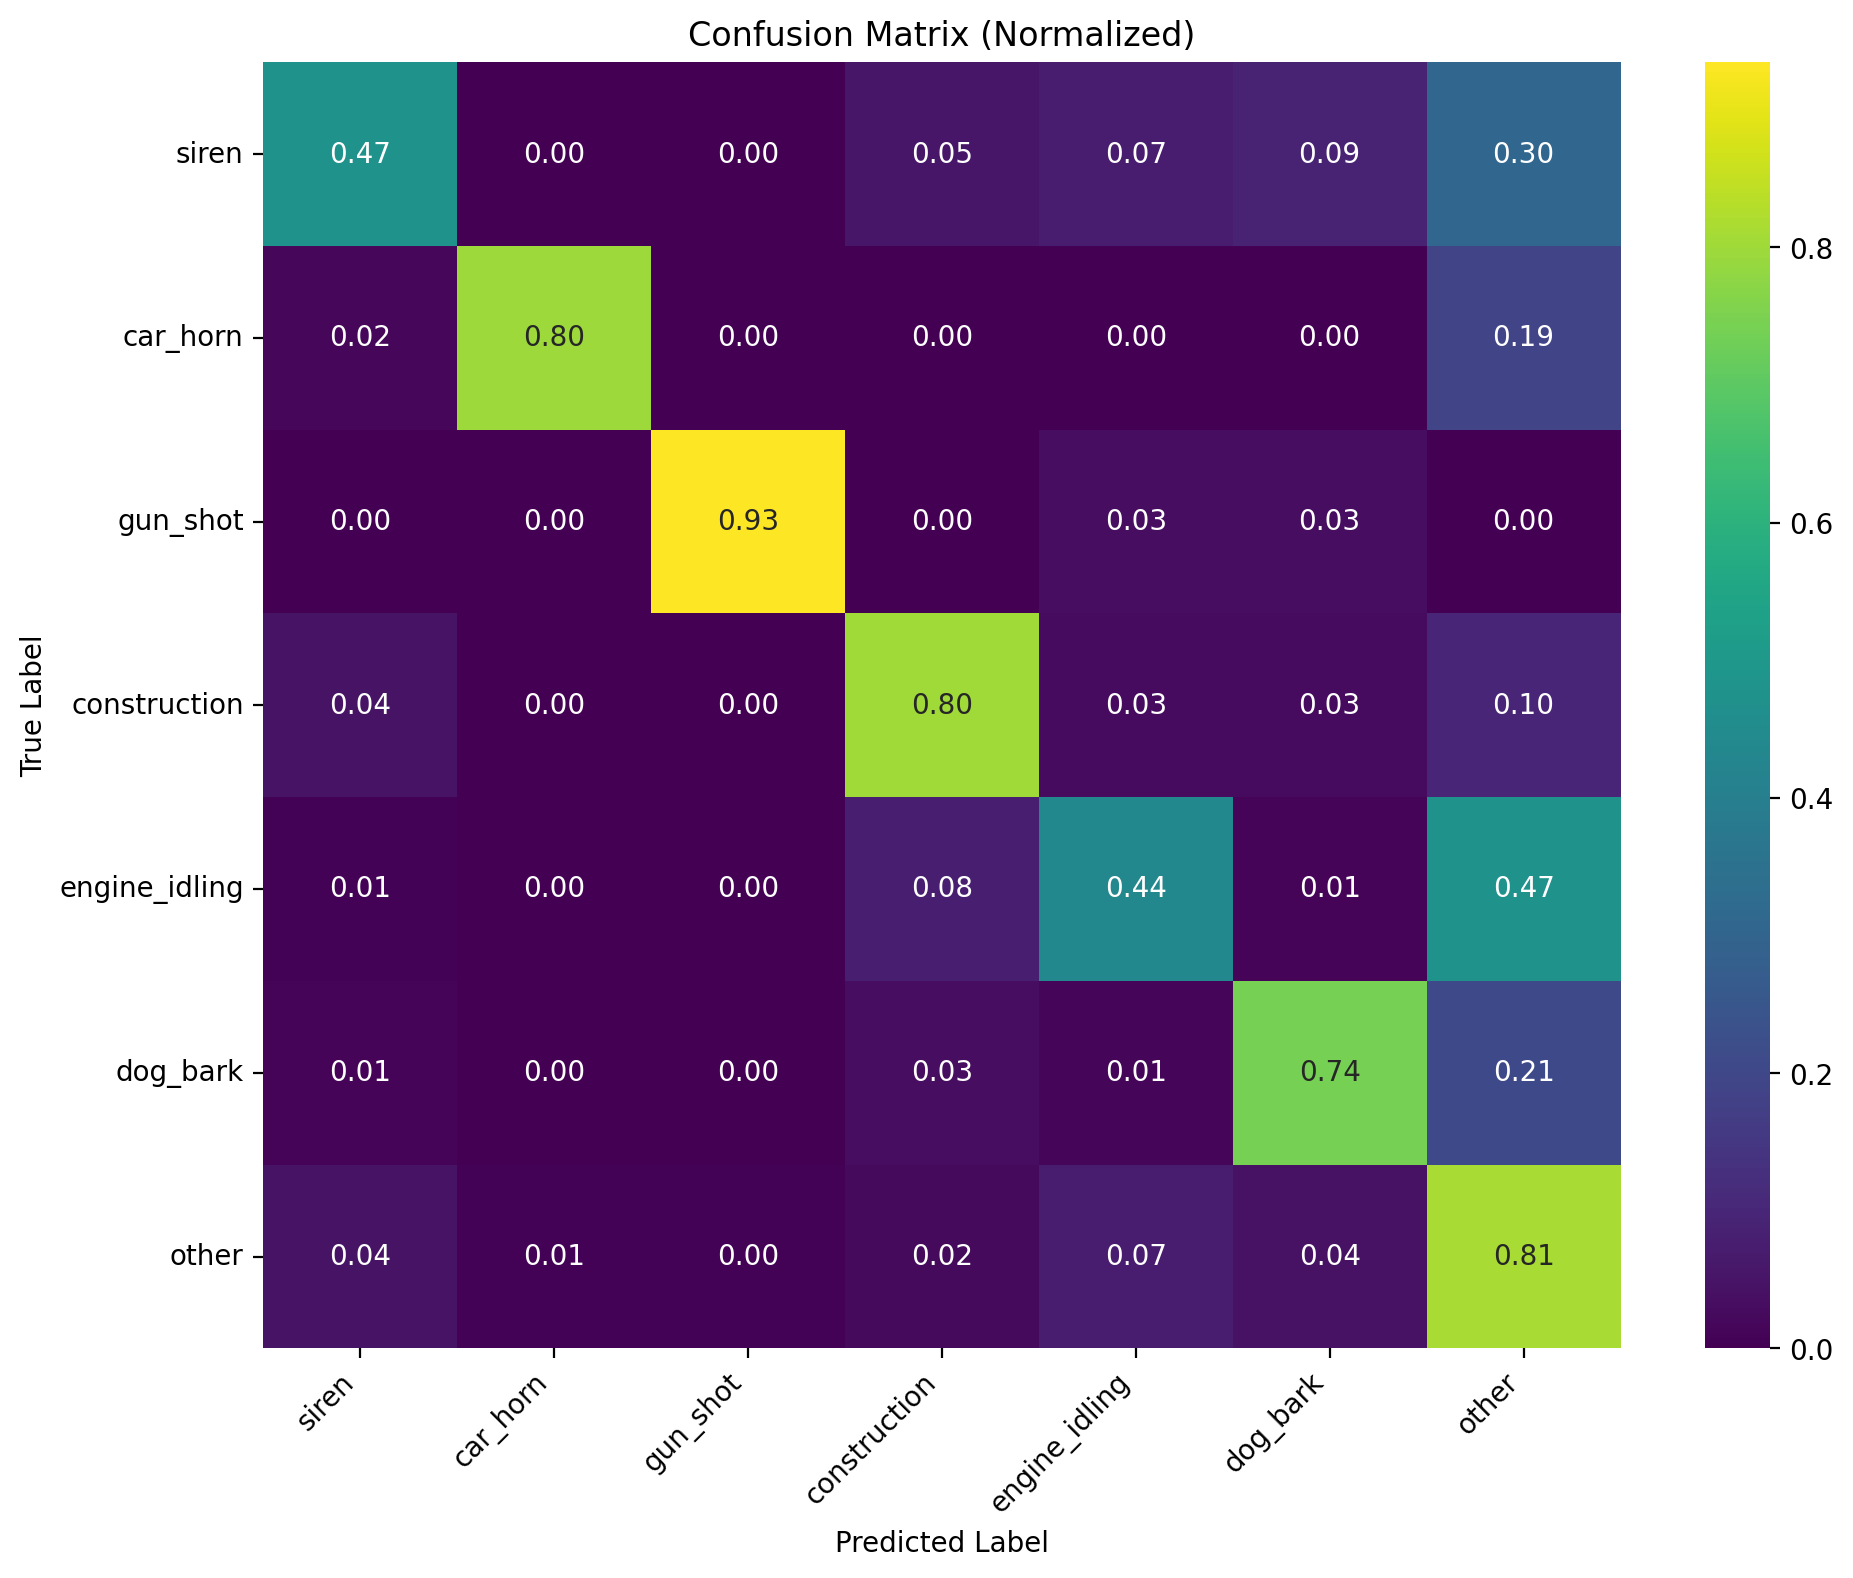 Confusion Matrix (Normalized)
siren 0.47 0.00 0.00 0.05 0.07 0.09 0.30
car_horn 0.02 0.80 0.00 0.00 0.00 0.00 0.19
gun_shot 0.00 0.00 0.93 0.00 0.03 0.03 0.00
construction 0.04 0.00 0.00 0.80 0.03 0.03 0.10
engine_idling 0.01 0.00 0.00 0.08 0.44 0.01 0.47
dog_bark 0.01 0.00 0.00 0.03 0.01 0.74 0.21
other 0.04 0.01 0.00 0.02 0.07 0.04 0.81
True Label
siren car_horn gun_shot construction engine_idling dog_bark other
Predicted Label
0.8
0.6
0.4
0.2
0.0